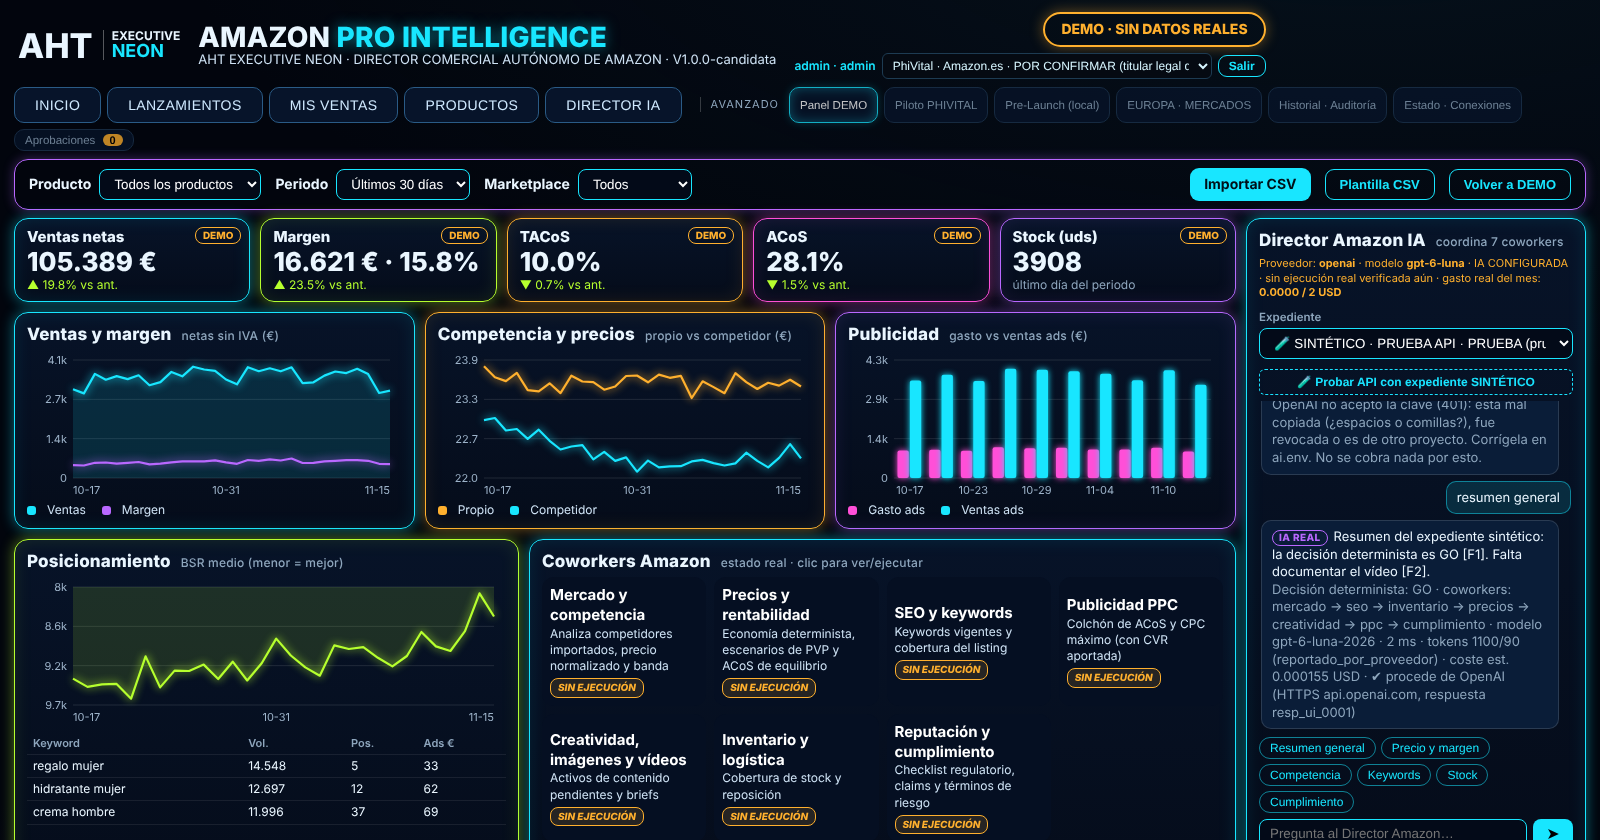 AHT
EXECUTIVE
NEON
AMAZON PRO INTELLIGENCE
AHT EXECUTIVE NEON · DIRECTOR COMERCIAL AUTÓNOMO DE AMAZON · V1.0.0-candidata
DEMO · SIN DATOS REALES
admin · admin
PhiVital · Amazon.es · POR CONFIRMAR (titular legal d
Salir
INICIO
LANZAMIENTOS
MIS VENTAS
PRODUCTOS
DIRECTOR IA
AVANZADO
Panel DEMO
Piloto PHIVITAL
Pre-Launch (local)
EUROPA · MERCADOS
Historial · Auditoría
Estado · Conexiones
Aprobaciones 0
Producto
Todos los productos
Periodo
Últimos 30 días
Marketplace
Todos
Importar CSV
Plantilla CSV
Volver a DEMO
Ventas netas
DEMO
105.389 €
▲ 19.8% vs ant.
Margen
DEMO
16.621 € · 15.8%
▲ 23.5% vs ant.
TACoS
DEMO
10.0%
▼ 0.7% vs ant.
ACoS
DEMO
28.1%
▼ 1.5% vs ant.
Stock (uds)
DEMO
3908
último día del periodo
Ventas y margen netas sin IVA (€)
4.1k
2.7k
1.4k
0
10-17
10-31
11-15
Ventas
Margen
Competencia y precios propio vs competidor (€)
23.9
23.3
22.7
22.0
10-17
10-31
11-15
Propio
Competidor
Publicidad gasto vs ventas ads (€)
4.3k
2.9k
1.4k
0
10-17
10-23
10-29
11-04
11-10
Gasto ads
Ventas ads
Posicionamiento BSR medio (menor = mejor)
8k
8.6k
9.2k
9.7k
10-17
10-31
11-15
Keyword Vol. Pos. Ads €
regalo mujer 14.548 5 33
hidratante mujer 12.697 12 62
crema hombre 11.996 37 69
Coworkers Amazon estado real · clic para ver/ejecutar
Mercado y
competencia
Analiza competidores
importados, precio
normalizado y banda
SIN EJECUCIÓN
Precios y
rentabilidad
Economía determinista,
escenarios de PVP y
ACoS de equilibrio
SIN EJECUCIÓN
SEO y keywords
Keywords vigentes y
cobertura del listing
SIN EJECUCIÓN
Publicidad PPC
Colchón de ACoS y CPC
máximo (con CVR
aportada)
SIN EJECUCIÓN
Creatividad,
imágenes y vídeos
Activos de contenido
pendientes y briefs
SIN EJECUCIÓN
Inventario y
logística
Cobertura de stock y
reposición
SIN EJECUCIÓN
Reputación y
cumplimiento
Checklist regulatorio,
claims y términos de
riesgo
SIN EJECUCIÓN
Director Amazon IA coordina 7 coworkers
Proveedor: openai · modelo gpt-6-luna · IA CONFIGURADA
· sin ejecución real verificada aún · gasto real del mes:
0.0000 / 2 USD
Expediente
SINTÉTICO · PRUEBA API · PRUEBA (pru
Probar API con expediente SINTÉTICO
OpenAI no aceptó la clave (401): está mal
copiada (¿espacios o comillas?), fue
revocada o es de otro proyecto. Corrígela en
ai.env. No se cobra nada por esto.
resumen general
IA REAL Resumen del expediente sintético:
la decisión determinista es GO [F1]. Falta
documentar el vídeo [F2].
Decisión determinista: GO · coworkers:
mercado → seo → inventario → precios →
creatividad → ppc → cumplimiento · modelo
gpt-6-luna-2026 · 2 ms · tokens 1100/90
(reportado_por_proveedor) · coste est.
0.000155 USD · ✔ procede de OpenAI
(HTTPS api.openai.com, respuesta
resp_ui_0001)
Resumen general
Precio y margen
Competencia
Keywords
Stock
Cumplimiento
Pregunta al Director Amazon…
➤